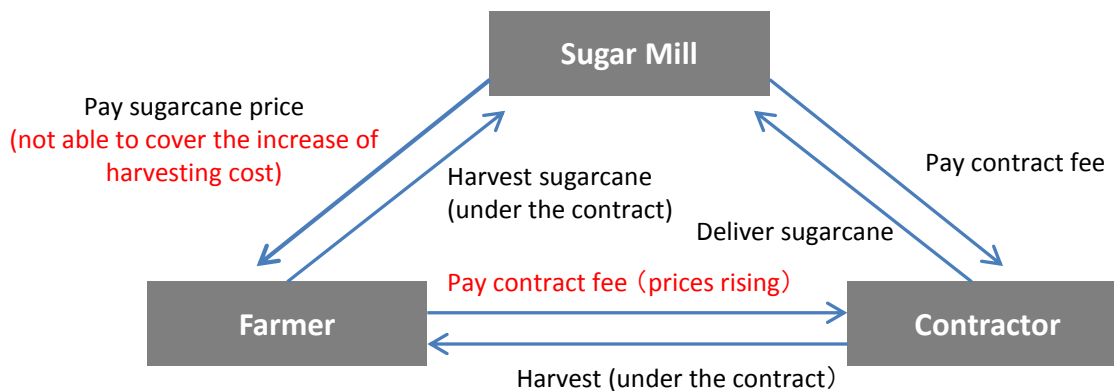 Sugar Mill
Pay sugarcane price
(not able to cover the increase of
harvesting cost)
Harvest sugarcane
(under the contract)
Pay contract fee
Deliver sugarcane
Pay contract fee（prices rising）
Farmer
Contractor
Harvest (under the contract）